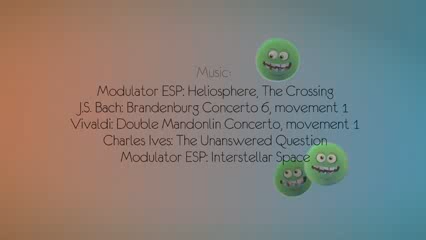 Music:
Modulator ESP: Heliosphere, The Crossing
J.S. Bach: Brandenburg Concerto 6, movement 1
Vivaldi: Double Mandonlin Concerto, movement 1
Charles Ives: The Unanswered Question
Modulator ESP: Interstellar Space